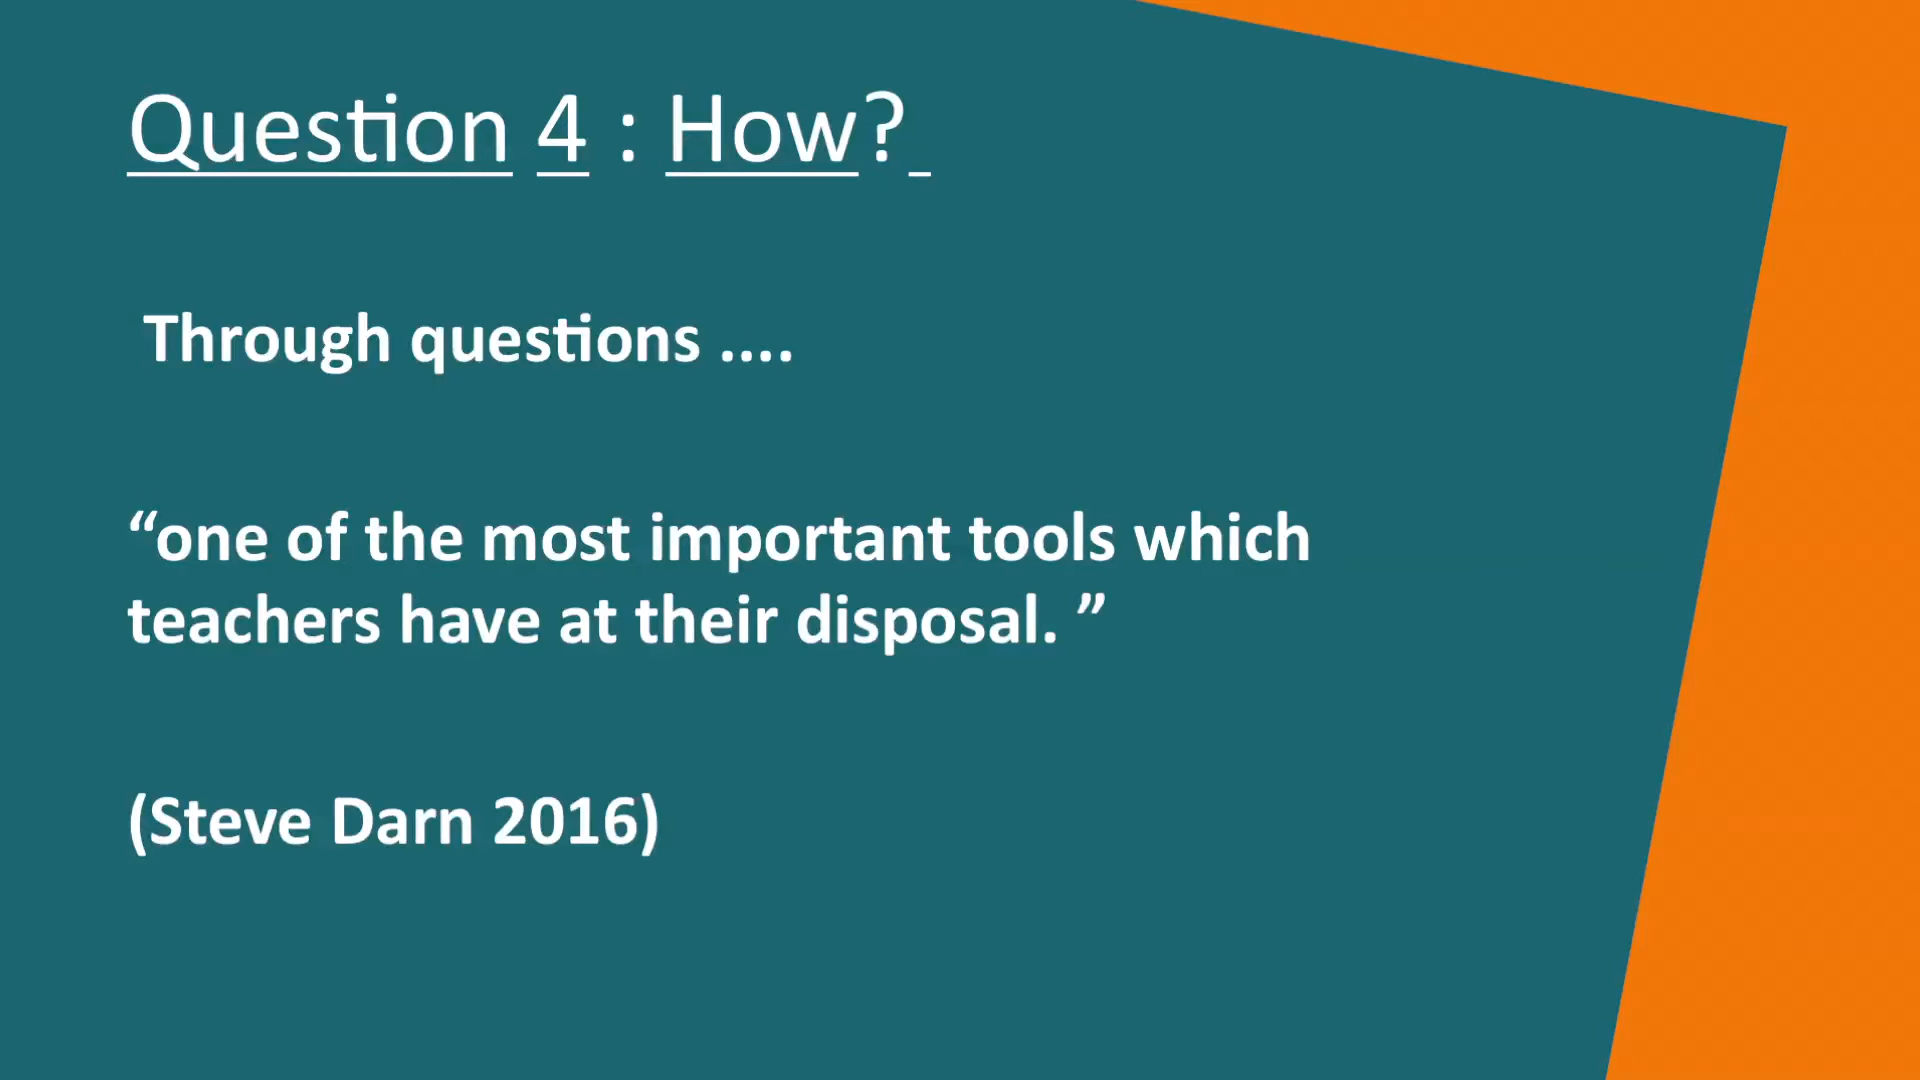 Question 4 : How?
Through questions ....
“one of the most important tools which
teachers have at their disposal. ”
(Steve Darn 2016)